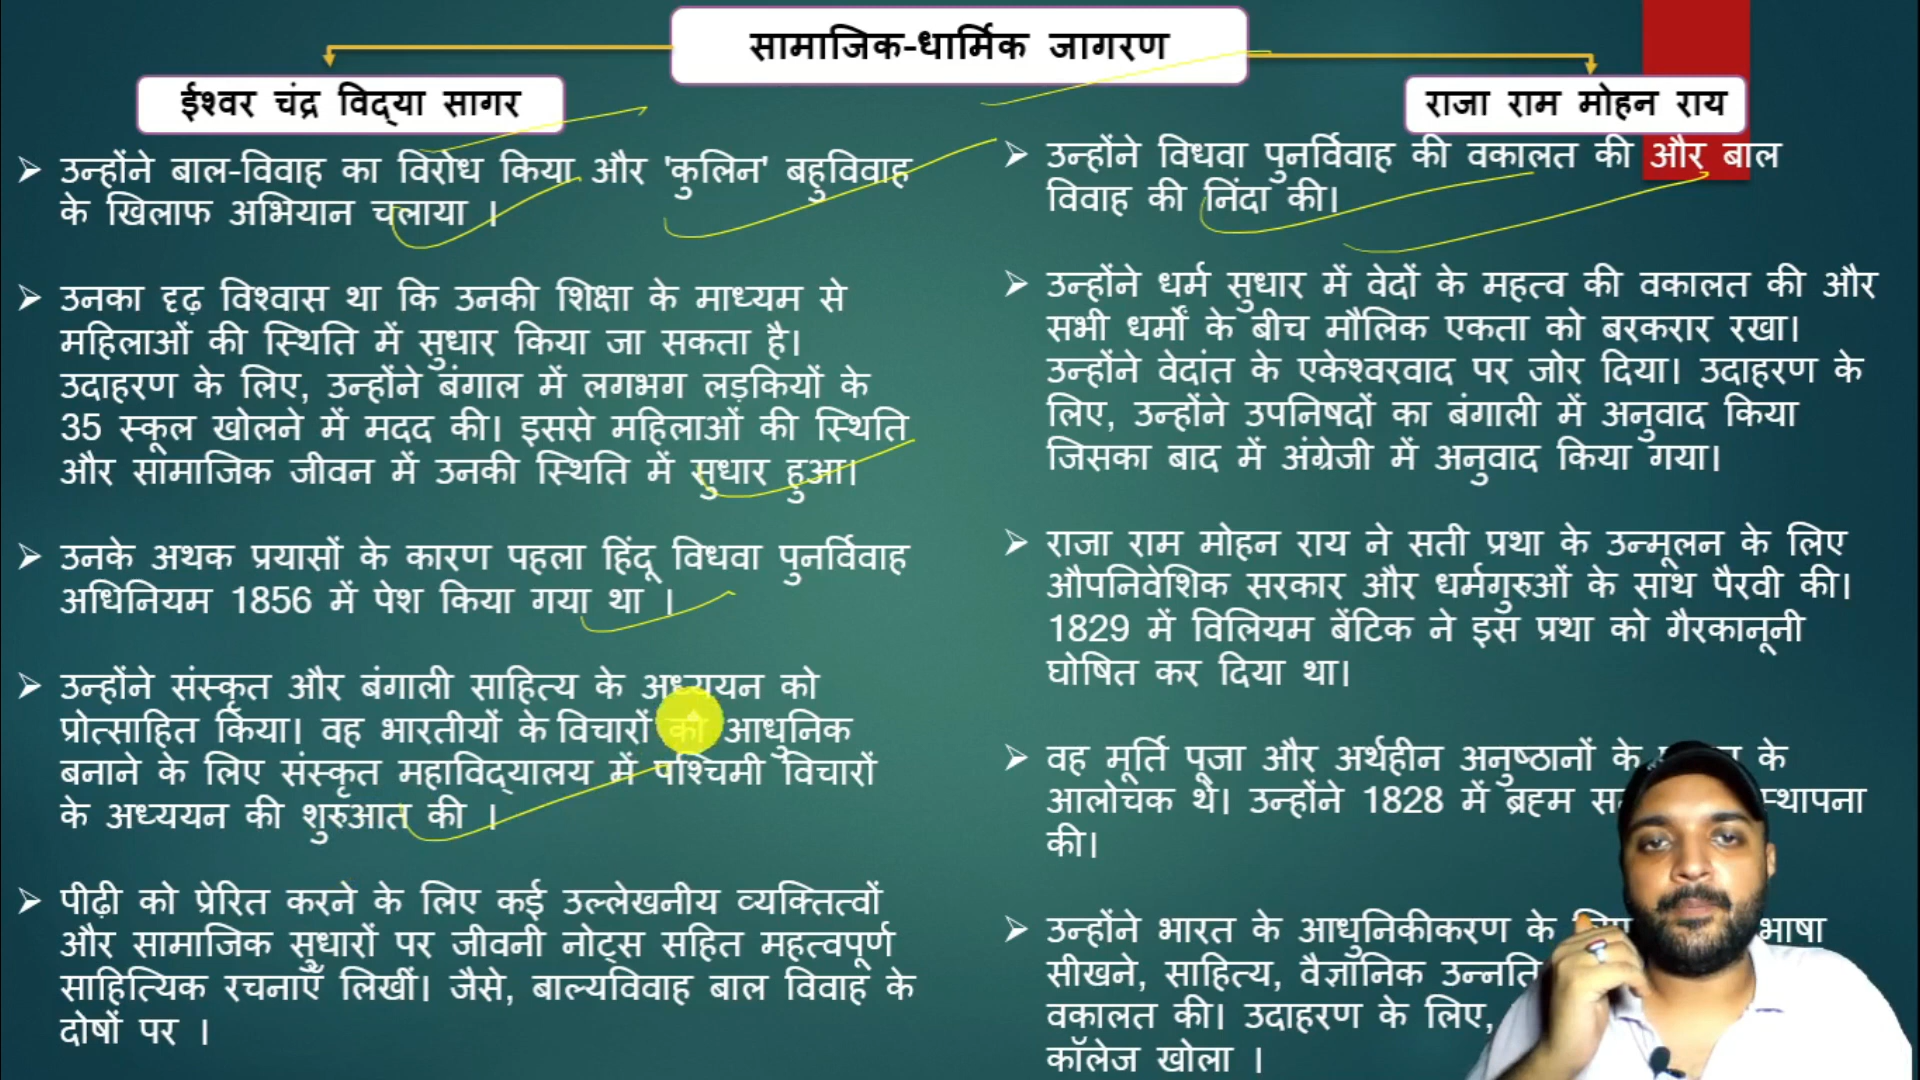 सामाजिक-धार्मिक जागरण
ईश्वर चंद्र विद्या सागर
उन्होंने बाल-विवाह का विरोध किया और 'कुलिन' बहुविवाह
के खिलाफ अभियान चलाया ।
उनका दृढ़ विश्वास था कि उनकी शिक्षा के माध्यम से
महिलाओं की स्थिति में सुधार किया जा सकता है।
उदाहरण के लिए, उन्होंने बंगाल में लगभग लड़कियों के
35 स्कूल खोलने में मदद की। इससे महिलाओं की स्थिति
और सामाजिक जीवन में उनकी स्थिति में सुधार हुआ।
उनके अथक प्रयासों के कारण पहला हिंदू विधवा पुनर्विवाह
अधिनियम 1856 में पेश किया गया था ।
उन्होंने संस्कृत और बंगाली साहित्य के अध्ययन को
प्रोत्साहित किया। वह भारतीयों के विचारों को आधुनिक
बनाने के लिए संस्कृत महाविद्यालय में पश्चिमी विचारों
के अध्ययन की शुरुआत की ।
पीढ़ी को प्रेरित करने के लिए कई उल्लेखनीय व्यक्तित्वों
और सामाजिक सुधारों पर जीवनी नोट्स सहित महत्वपूर्ण
साहित्यिक रचनाएँ लिखीं। जैसे, बाल्यविवाह बाल विवाह के
दोषों पर ।
राजा राम मोहन राय
उन्होंने विधवा पुनर्विवाह की वकालत की और बाल
विवाह की निंदा की।
उन्होंने धर्म सुधार में वेदों के महत्व की वकालत की और
सभी धर्मों के बीच मौलिक एकता को बरकरार रखा।
उन्होंने वेदांत के एकेश्वरवाद पर जोर दिया। उदाहरण के
लिए, उन्होंने उपनिषदों का बंगाली में अनुवाद किया
जिसका बाद में अंग्रेजी में अनुवाद किया गया।
राजा राम मोहन राय ने सती प्रथा के उन्मूलन के लिए
औपनिवेशिक सरकार और धर्मगुरुओं के साथ पैरवी की।
1829 में विलियम बेंटिक ने इस प्रथा को गैरकानूनी
घोषित कर दिया था।
वह मूर्ति पूजा और अर्थहीन अनुष्ठानों के के
आलोचक थे। उन्होंने 1828 में ब्रह्म स्थापना
की।
उन्होंने भारत के आधुनिकीकरण के भाषा
सीखने, साहित्य, वैज्ञानिक उन्नति
वकालत की। उदाहरण के लिए,
कॉलेज खोला ।